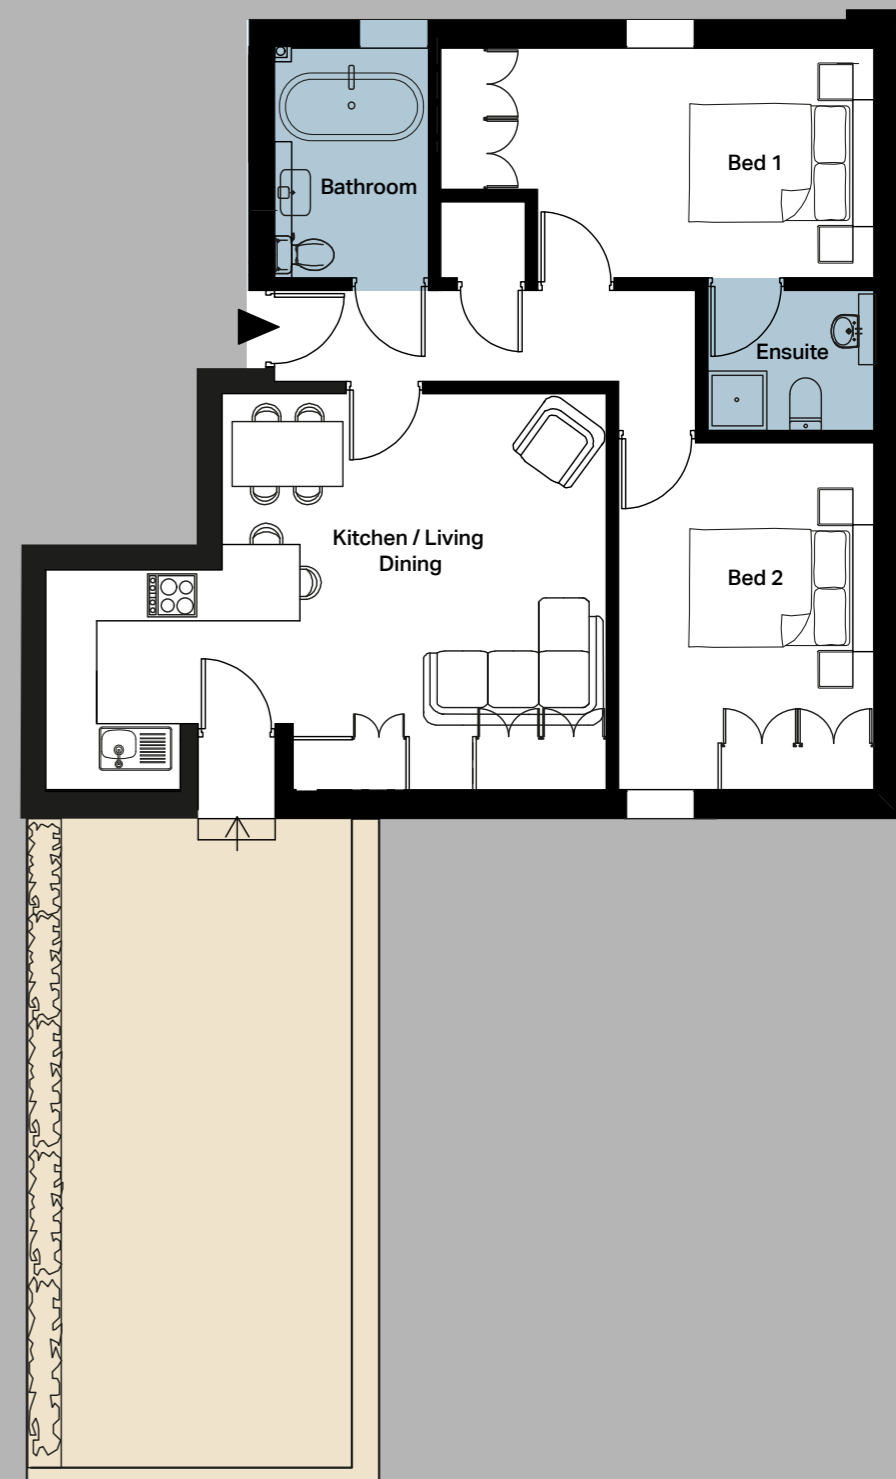 Bed 1
Bathroom
Ensuite
Kitchen / Living
Dining
Bed 2